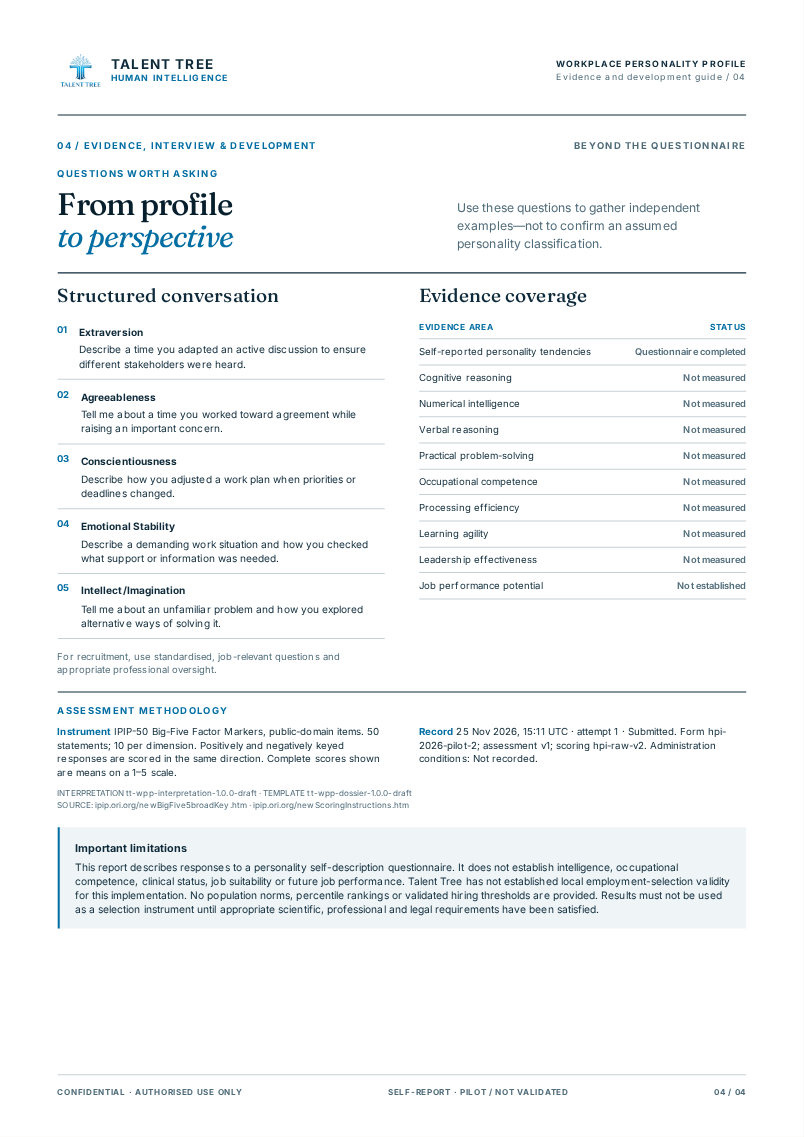 TALENT TREE
TALENT TREE
HUMAN INTELLIGENCE
WORKPLACE PERSONALITY PROFILE
Evidence and development guide / 04
04 / EVIDENCE, INTERVIEW & DEVELOPMENT
BEYOND THE QUESTIONNAIRE
QUESTIONS WORTH ASKING
From profile
to perspective
Use these questions to gather independent
examples—not to confirm an assumed
personality classification.
Structured conversation
01 Extraversion
Describe a time you adapted an active discussion to ensure
different stakeholders were heard.
02 Agreeableness
Tell me about a time you worked toward agreement while
raising an important concern.
03 Conscientiousness
Describe how you adjusted a work plan when priorities or
deadlines changed.
04 Emotional Stability
Describe a demanding work situation and how you checked
what support or information was needed.
05 Intellect/Imagination
Tell me about an unfamiliar problem and how you explored
alternative ways of solving it.
For recruitment, use standardised, job-relevant questions and
appropriate professional oversight.
Evidence coverage
EVIDENCE AREA STATUS
Self-reported personality tendencies Questionnaire completed
Cognitive reasoning Not measured
Numerical intelligence Not measured
Verbal reasoning Not measured
Practical problem-solving Not measured
Occupational competence Not measured
Processing efficiency Not measured
Learning agility Not measured
Leadership effectiveness Not measured
Job performance potential Not established
ASSESSMENT METHODOLOGY
Instrument IPIP-50 Big-Five Factor Markers, public-domain items. 50
statements; 10 per dimension. Positively and negatively keyed
responses are scored in the same direction. Complete scores shown
are means on a 1–5 scale.
Record 25 Nov 2026, 15:11 UTC · attempt 1 · Submitted. Form hpi-
2026-pilot-2; assessment v1; scoring hpi-raw-v2. Administration
conditions: Not recorded.
INTERPRETATION tt-wpp-interpretation-1.0.0-draft · TEMPLATE tt-wpp-dossier-1.0.0-draft
SOURCE: ipip.ori.org/newBigFive5broadKey.htm · ipip.ori.org/newScoringInstructions.htm
Important limitations
This report describes responses to a personality self-description questionnaire. It does not establish intelligence, occupational
competence, clinical status, job suitability or future job performance. Talent Tree has not established local employment-selection validity
for this implementation. No population norms, percentile rankings or validated hiring thresholds are provided. Results must not be used
as a selection instrument until appropriate scientific, professional and legal requirements have been satisfied.
CONFIDENTIAL · AUTHORISED USE ONLY
SELF-REPORT · PILOT / NOT VALIDATED
04 / 04